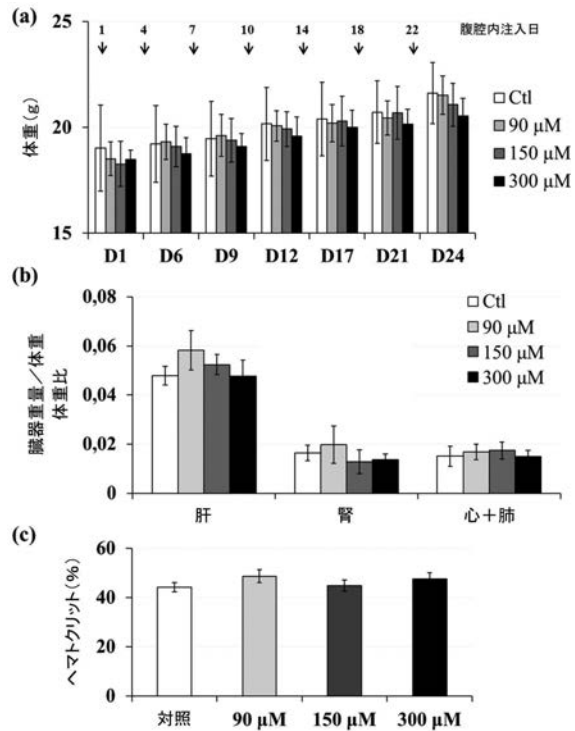 (a)
1 4 7 10 14 18 22 腹腔内注入日
25
20
15
体重(g)
Ctl
90 μM
150 μM
300 μM
D1 D6 D9 D12 D17 D21 D24
(b)
0,08
0,06
0,04
0,02
0
臓器重量/体重
体重比
Ctl
90 μM
150 μM
300 μM
肝 腎 心+肺
(c)
60
40
20
0
ヘマトクリット(%)
対照 90 μM 150 μM 300 μM